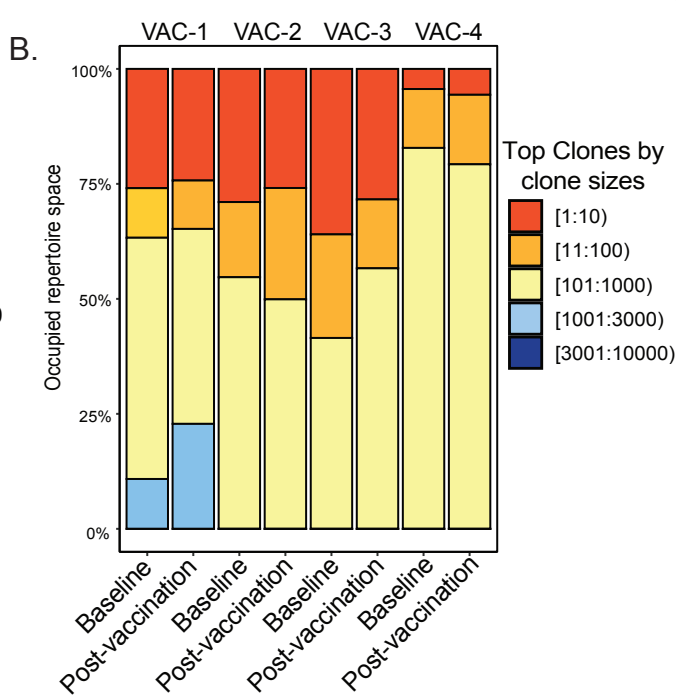 B.
VAC-1 VAC-2 VAC-3 VAC-4
100%
75%
50%
25%
0%
Occupied repertoire space
Baseline
Post-vaccination
Baseline
Post-vaccination
Baseline
Post-vaccination
Baseline
Post-vaccination
Top Clones by
clone sizes
[1:10)
[11:100)
[101:1000)
[1001:3000)
[3001:10000)